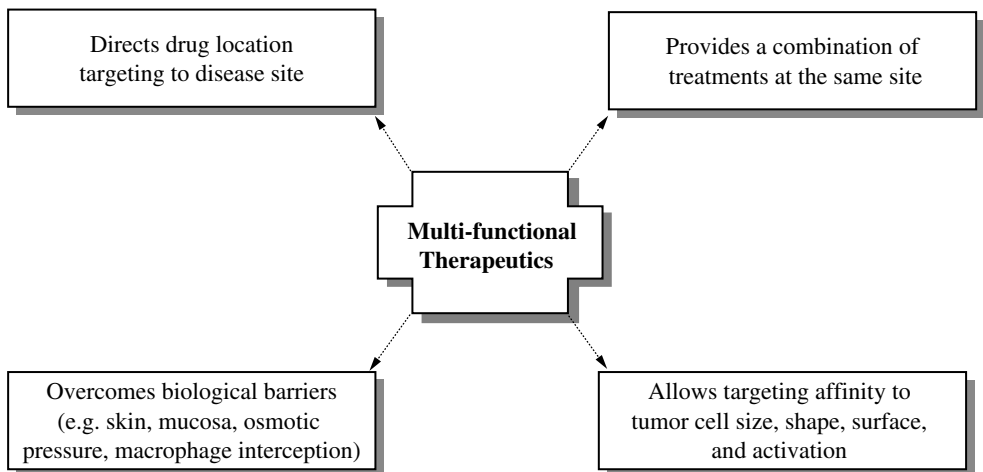 Directs drug location
targeting to disease site
Provides a combination of
treatments at the same site
Multi-functional
Therapeutics
Overcomes biological barriers
(e.g. skin, mucosa, osmotic
pressure, macrophage interception)
Allows targeting affinity to
tumor cell size, shape, surface,
and activation